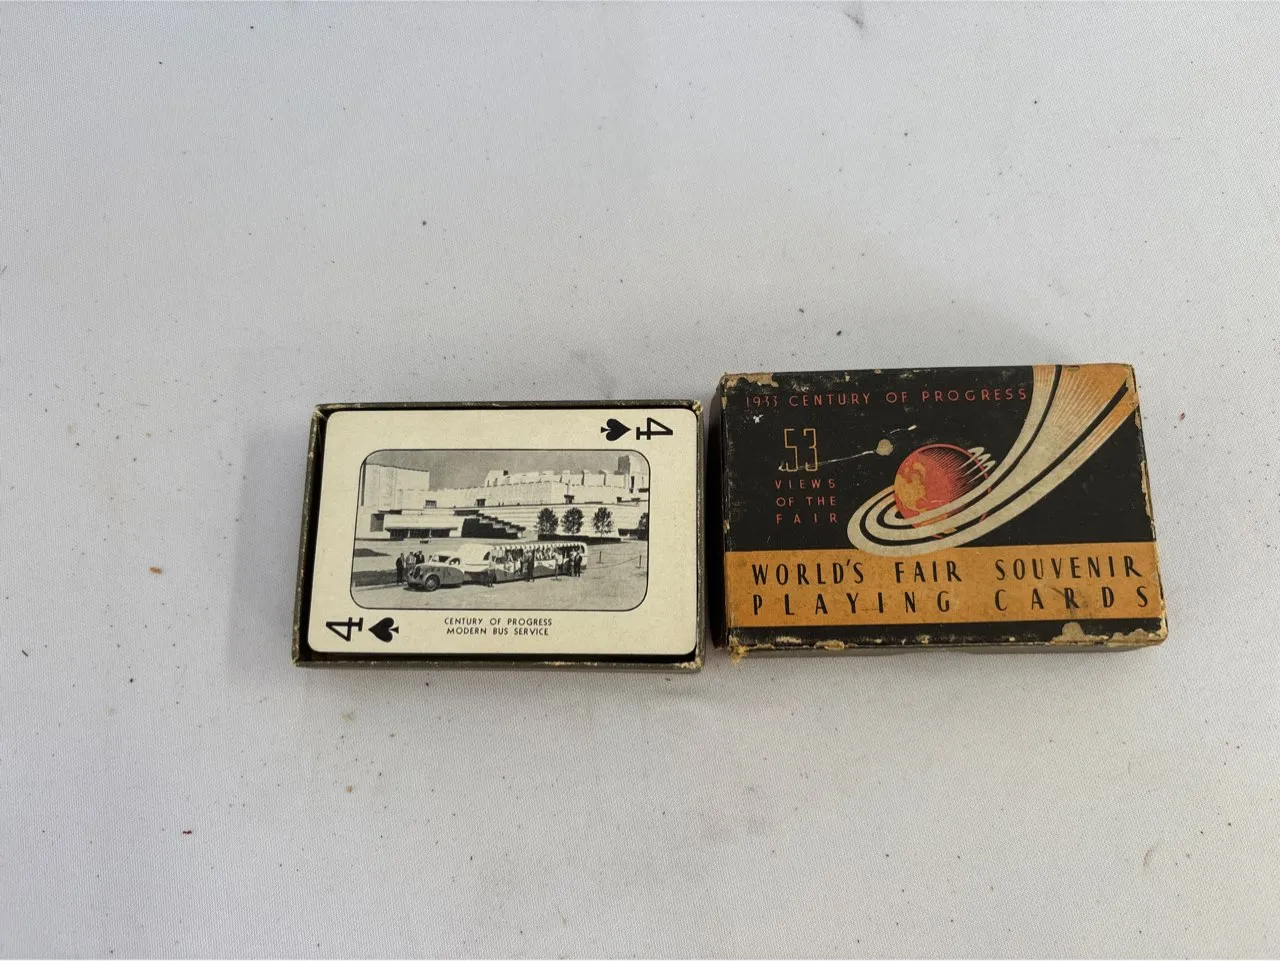 4
4
CENTURY OF PROGRESS
MODERN BUS SERVICE
1933 CENTURY OF PROGRESS
53
VIEWS
OF THE
FAIR
WORLD'S FAIR SOUVENIR
PLAYING CARDS